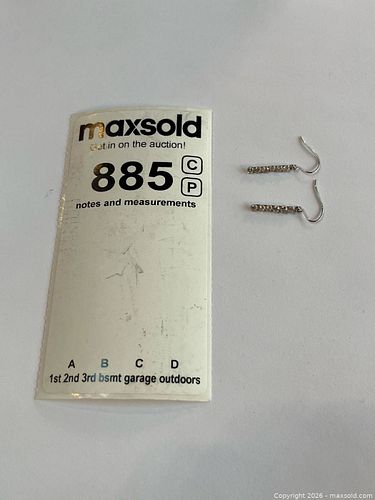 maxsold
Get in on the auction!
885 C
P
notes and measurements
A B C D
1st 2nd 3rd bsmt garage outdoors
Copyright 2026 - maxsold.com